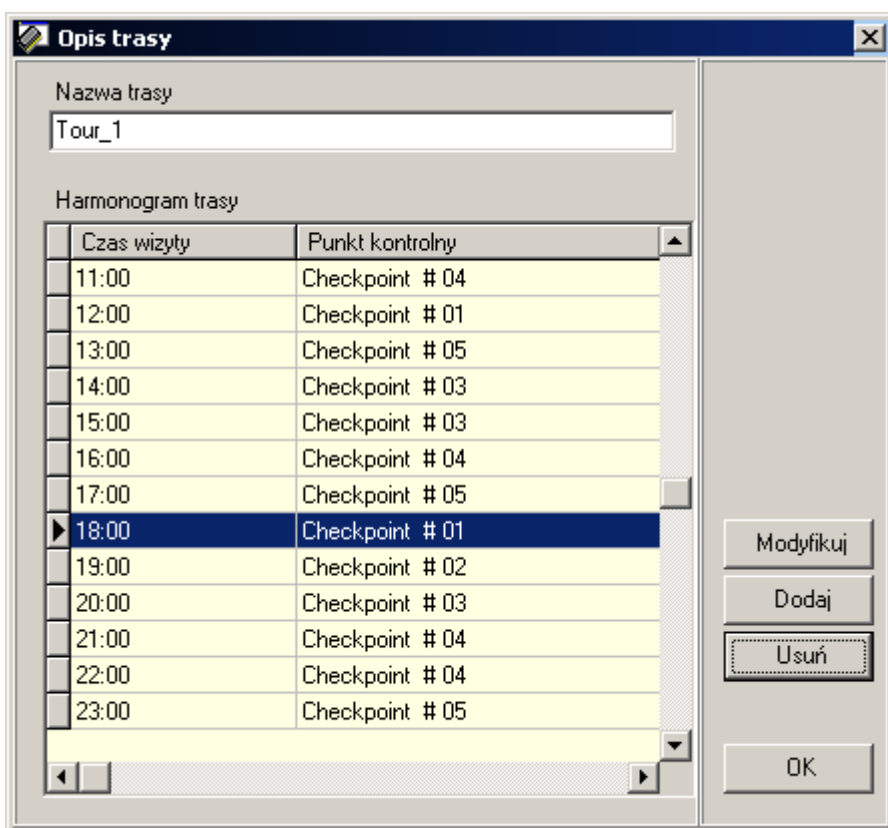 Opis trasy
Nazwa trasy
Tour_1
Harmonogram trasy
Czas wizyty Punkt kontrolny
11:00 Checkpoint # 04
12:00 Checkpoint # 01
13:00 Checkpoint # 05
14:00 Checkpoint # 03
15:00 Checkpoint # 03
16:00 Checkpoint # 04
17:00 Checkpoint # 05
18:00 Checkpoint # 01
19:00 Checkpoint # 02
20:00 Checkpoint # 03
21:00 Checkpoint # 04
22:00 Checkpoint # 04
23:00 Checkpoint # 05
Modyfikuj
Dodaj
Usuń
OK